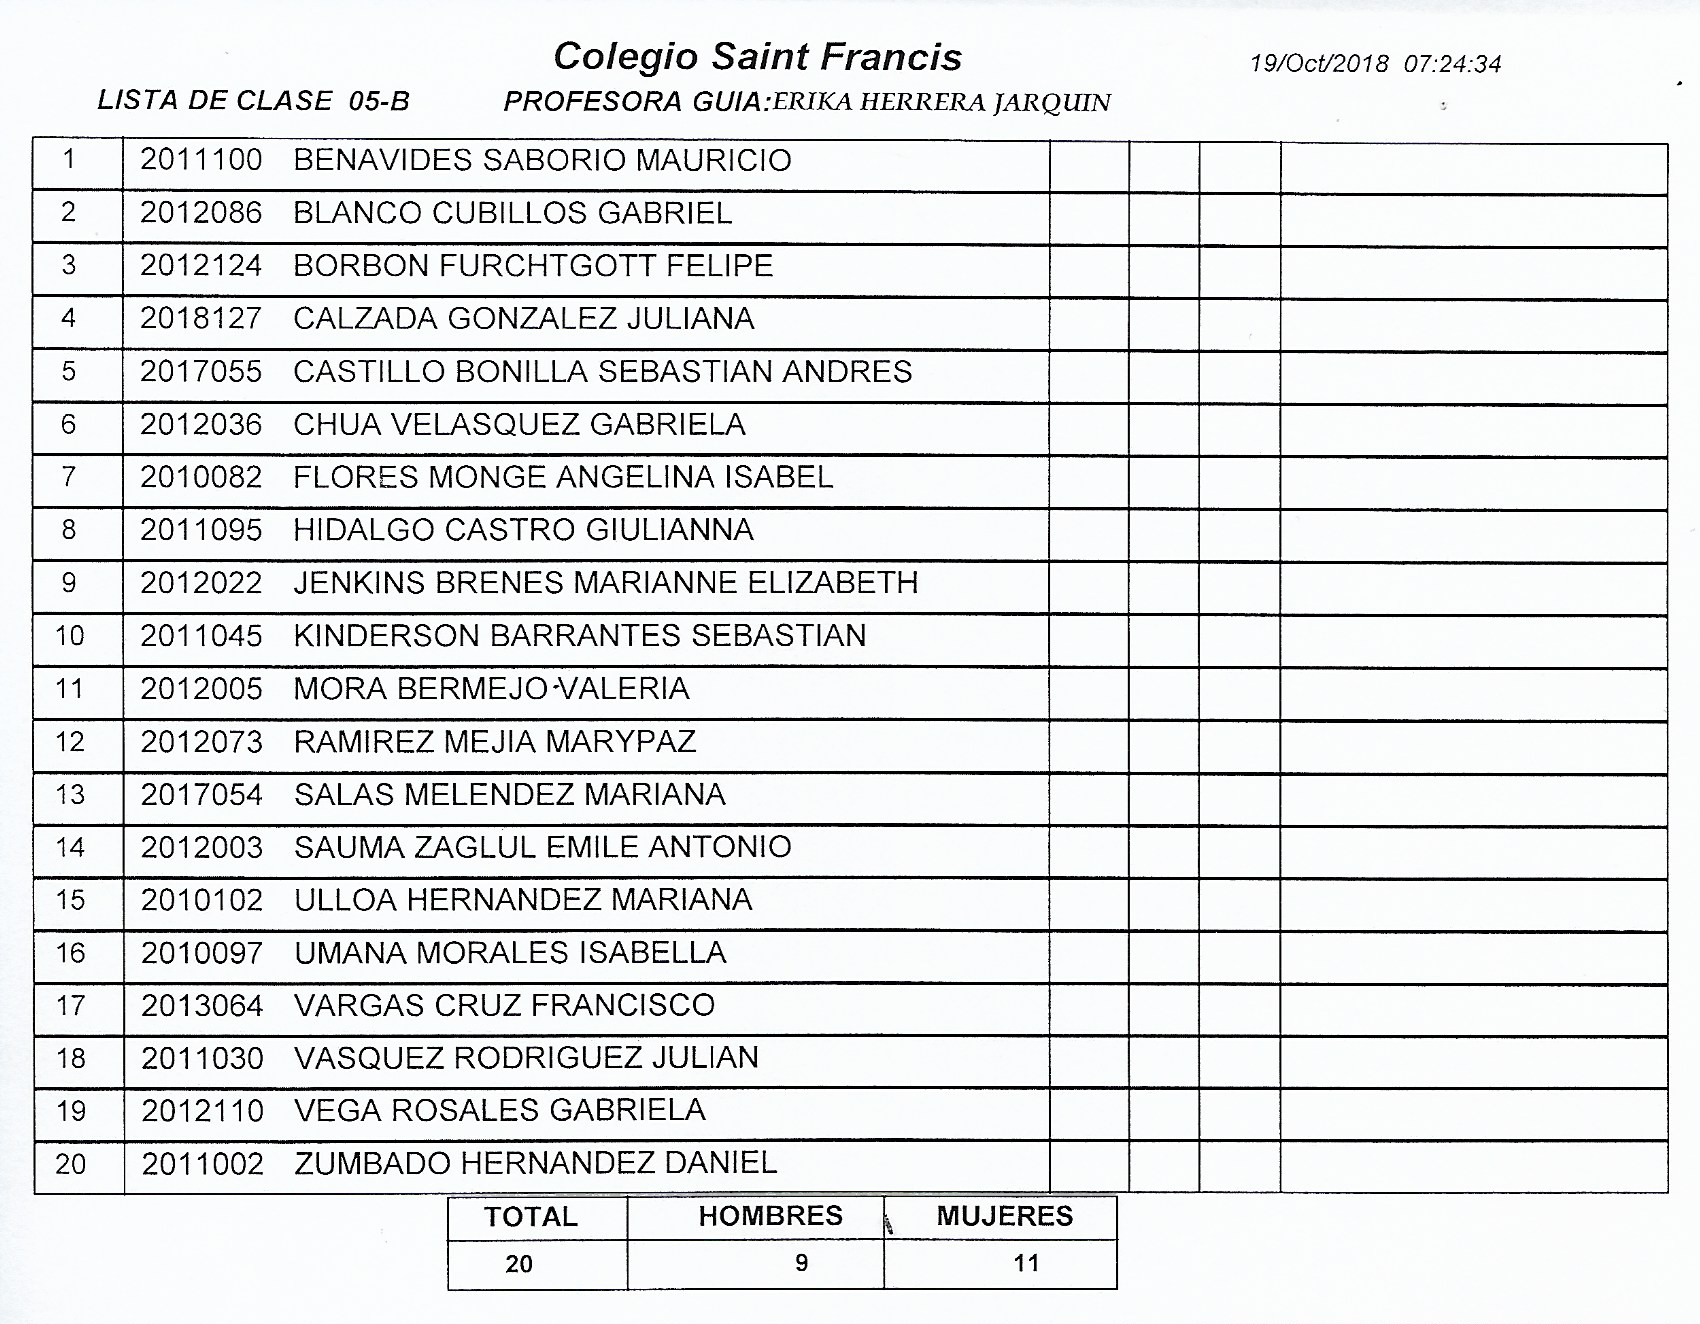 Colegio Saint Francis 19/Oct/2018 07:24:34
LISTA DE CLASE 05-B PROFESORA GUIA:ERIKA HERRERA JARQUIN
1 2011100 BENAVIDES SABORIO MAURICIO
2 2012086 BLANCO CUBILLOS GABRIEL
3 2012124 BORBON FURCHTGOTT FELIPE
4 2018127 CALZADA GONZALEZ JULIANA
5 2017055 CASTILLO BONILLA SEBASTIAN ANDRES
6 2012036 CHUA VELASQUEZ GABRIELA
7 2010082 FLORES MONGE ANGELINA ISABEL
8 2011095 HIDALGO CASTRO GIULIANNA
9 2012022 JENKINS BRENES MARIANNE ELIZABETH
10 2011045 KINDERSON BARRANTES SEBASTIAN
11 2012005 MORA BERMEJO VALERIA
12 2012073 RAMIREZ MEJIA MARYPAZ
13 2017054 SALAS MELENDEZ MARIANA
14 2012003 SAUMA ZAGLUL EMILE ANTONIO
15 2010102 ULLOA HERNANDEZ MARIANA
16 2010097 UMANA MORALES ISABELLA
17 2013064 VARGAS CRUZ FRANCISCO
18 2011030 VASQUEZ RODRIGUEZ JULIAN
19 2012110 VEGA ROSALES GABRIELA
20 2011002 ZUMBADO HERNANDEZ DANIEL
TOTAL HOMBRES MUJERES
20 9 11